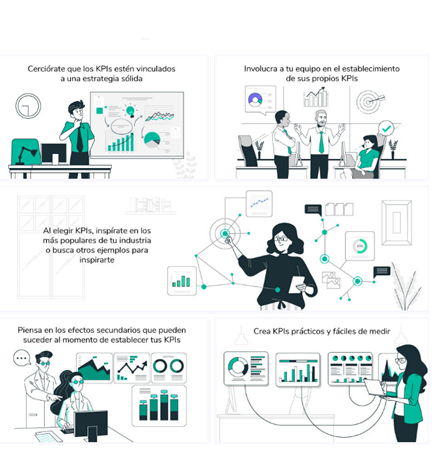 Cerciórate que los KPIs estén vinculados
a una estrategia sólida
Involucra a tu equipo en el establecimiento
de sus propios KPIs
Al elegir KPIs, inspírate en los
más populares de tu industria
o busca otros ejemplos para
inspirarte
Piensa en los efectos secundarios que pueden
suceder al momento de establecer tus KPIs
Crea KPIs prácticos y fáciles de medir